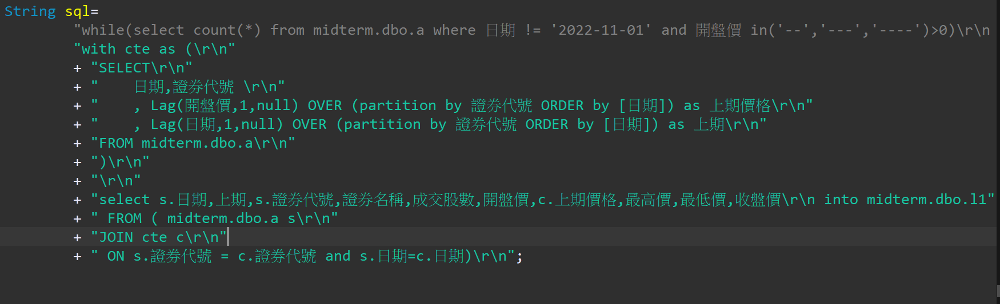 String sql=
"while(select count(*) from midterm.dbo.a where 日期 != '2022-11-01' and 開盤價 in('--','---','----')>0)\r\n
"with cte as (\r\n"
+ "SELECT\r\n"
+ "    日期,證券代號 \r\n"
+ "    , Lag(開盤價,1,null) OVER (partition by 證券代號 ORDER by [日期]) as 上期價格\r\n"
+ "    , Lag(日期,1,null) OVER (partition by 證券代號 ORDER by [日期]) as 上期\r\n"
+ "FROM midterm.dbo.a\r\n"
+ ")\r\n"
+ "\r\n"
+ "select s.日期,上期,s.證券代號,證券名稱,成交股數,開盤價,c.上期價格,最高價,最低價,收盤價\r\n into midterm.dbo.l1"
+ " FROM ( midterm.dbo.a s\r\n"
+ "JOIN cte c\r\n"
+ " ON s.證券代號 = c.證券代號 and s.日期=c.日期)\r\n";